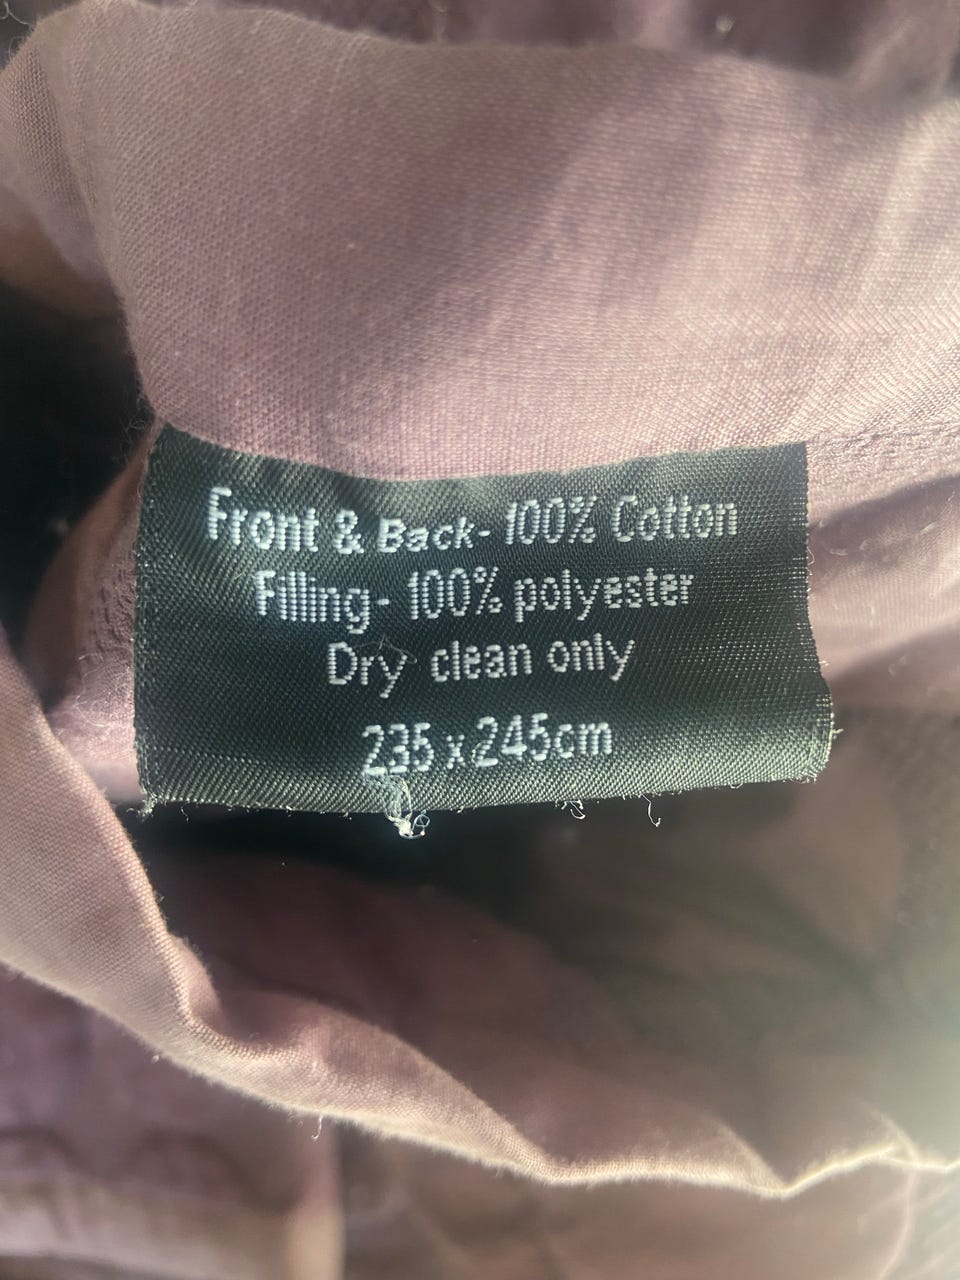 Front & Back- 100% Cotton
Filling- 100% polyester
Dry clean only
235 x 245cm